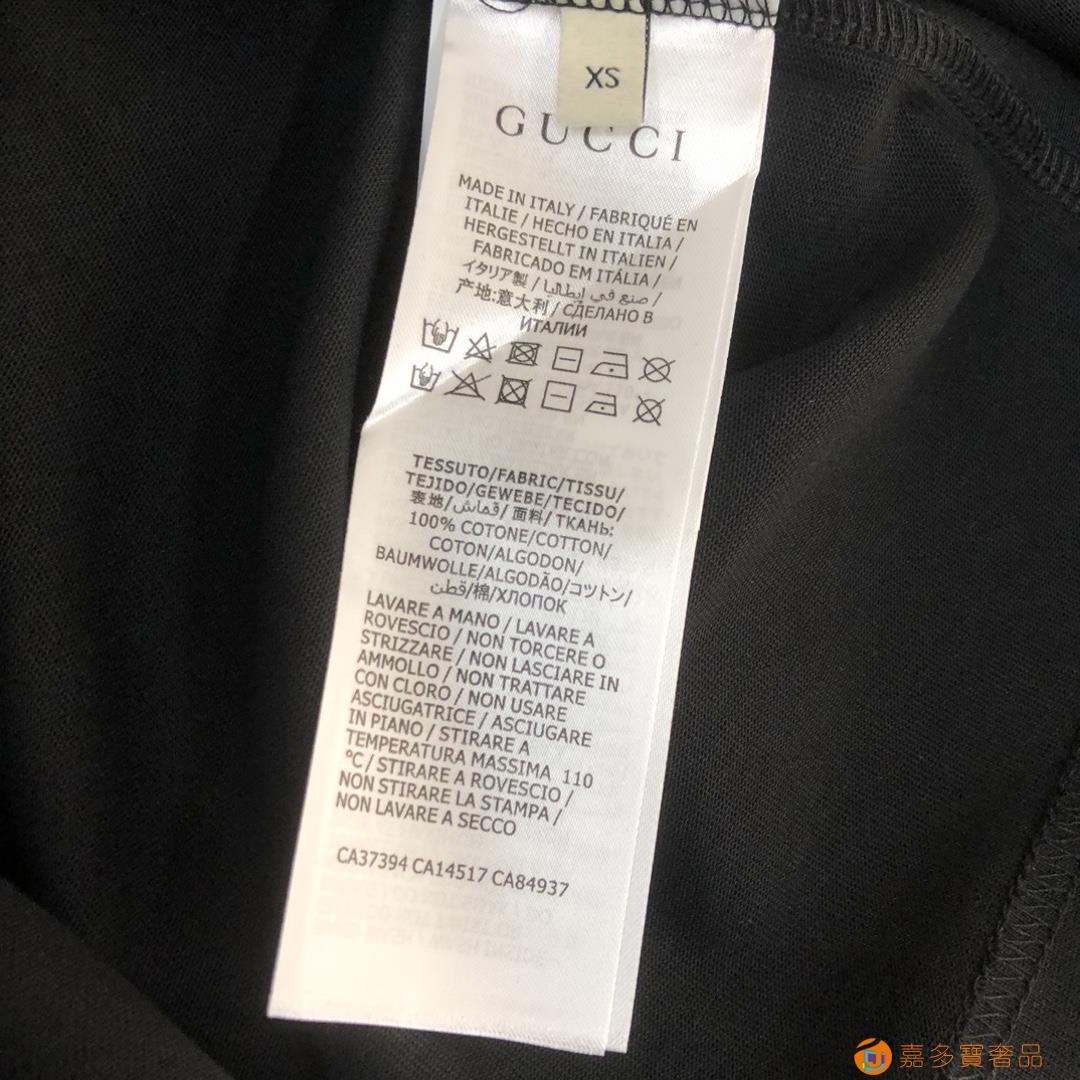 XS
GUCCI
MADE IN ITALY / FABRIQUÉ EN
ITALIE / HECHO EN ITALIA /
HERGESTELLT IN ITALIEN /
FABRICADO EM ITÁLIA /
イタリア製 / صنع في إيطاليا /
产地:意大利 / СДЕЛАНО В
ИТАЛИИ
TESSUTO/FABRIC/TISSU/
TEJIDO/GEWEBE/TECIDO/
表地/قماش/ 面料/ ТКАНЬ:
100% COTONE/COTTON/
COTON/ALGODON/
BAUMWOLLE/ALGODÃO/コットン/
قطن/棉/ХЛОПОК
LAVARE A MANO / LAVARE A
ROVESCIO / NON TORCERE O
STRIZZARE / NON LASCIARE IN
AMMOLLO / NON TRATTARE
CON CLORO / NON USARE
ASCIUGATRICE / ASCIUGARE
IN PIANO / STIRARE A
TEMPERATURA MASSIMA 110
°C / STIRARE A ROVESCIO /
NON STIRARE LA STAMPA /
NON LAVARE A SECCO
CA37394 CA14517 CA84937
嘉多寶奢品